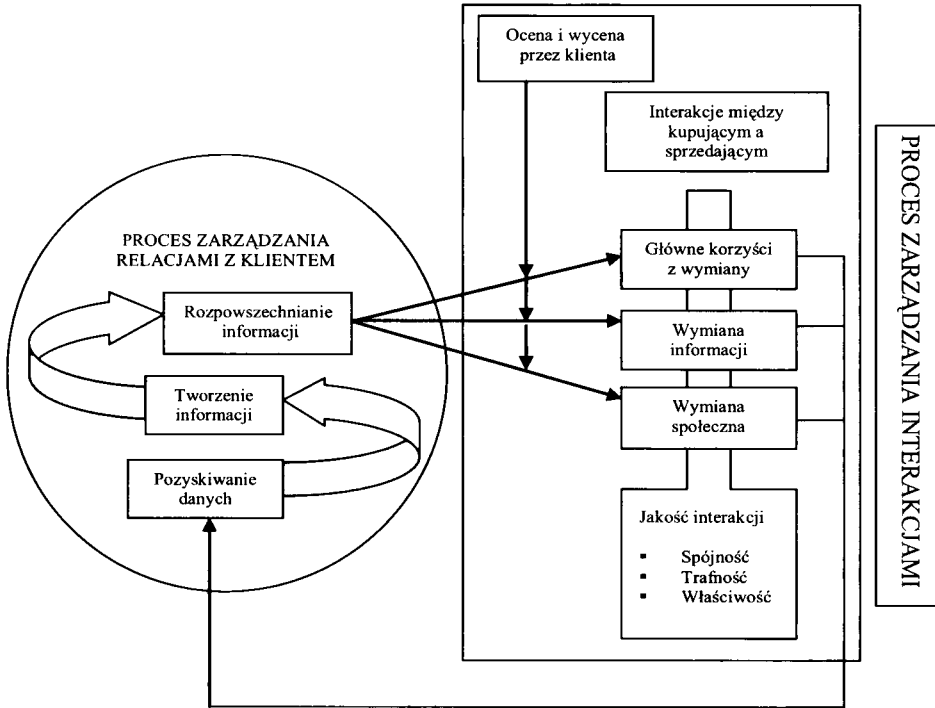 Ocena i wycena
przez klienta
Interakcje między
kupującym a
sprzedającym
PROCES ZARZĄDZANIA
RELACJAMI Z KLIENTEM
Rozpowszechnianie
informacji
Tworzenie
informacji
Pozyskiwanie
danych
Główne korzyści
z wymiany
Wymiana
informacji
Wymiana
społeczna
Jakość interakcji
▪ Spójność
▪ Trafność
▪ Właściwość
PROCES ZARZĄDZANIA INTERAKCJAMI